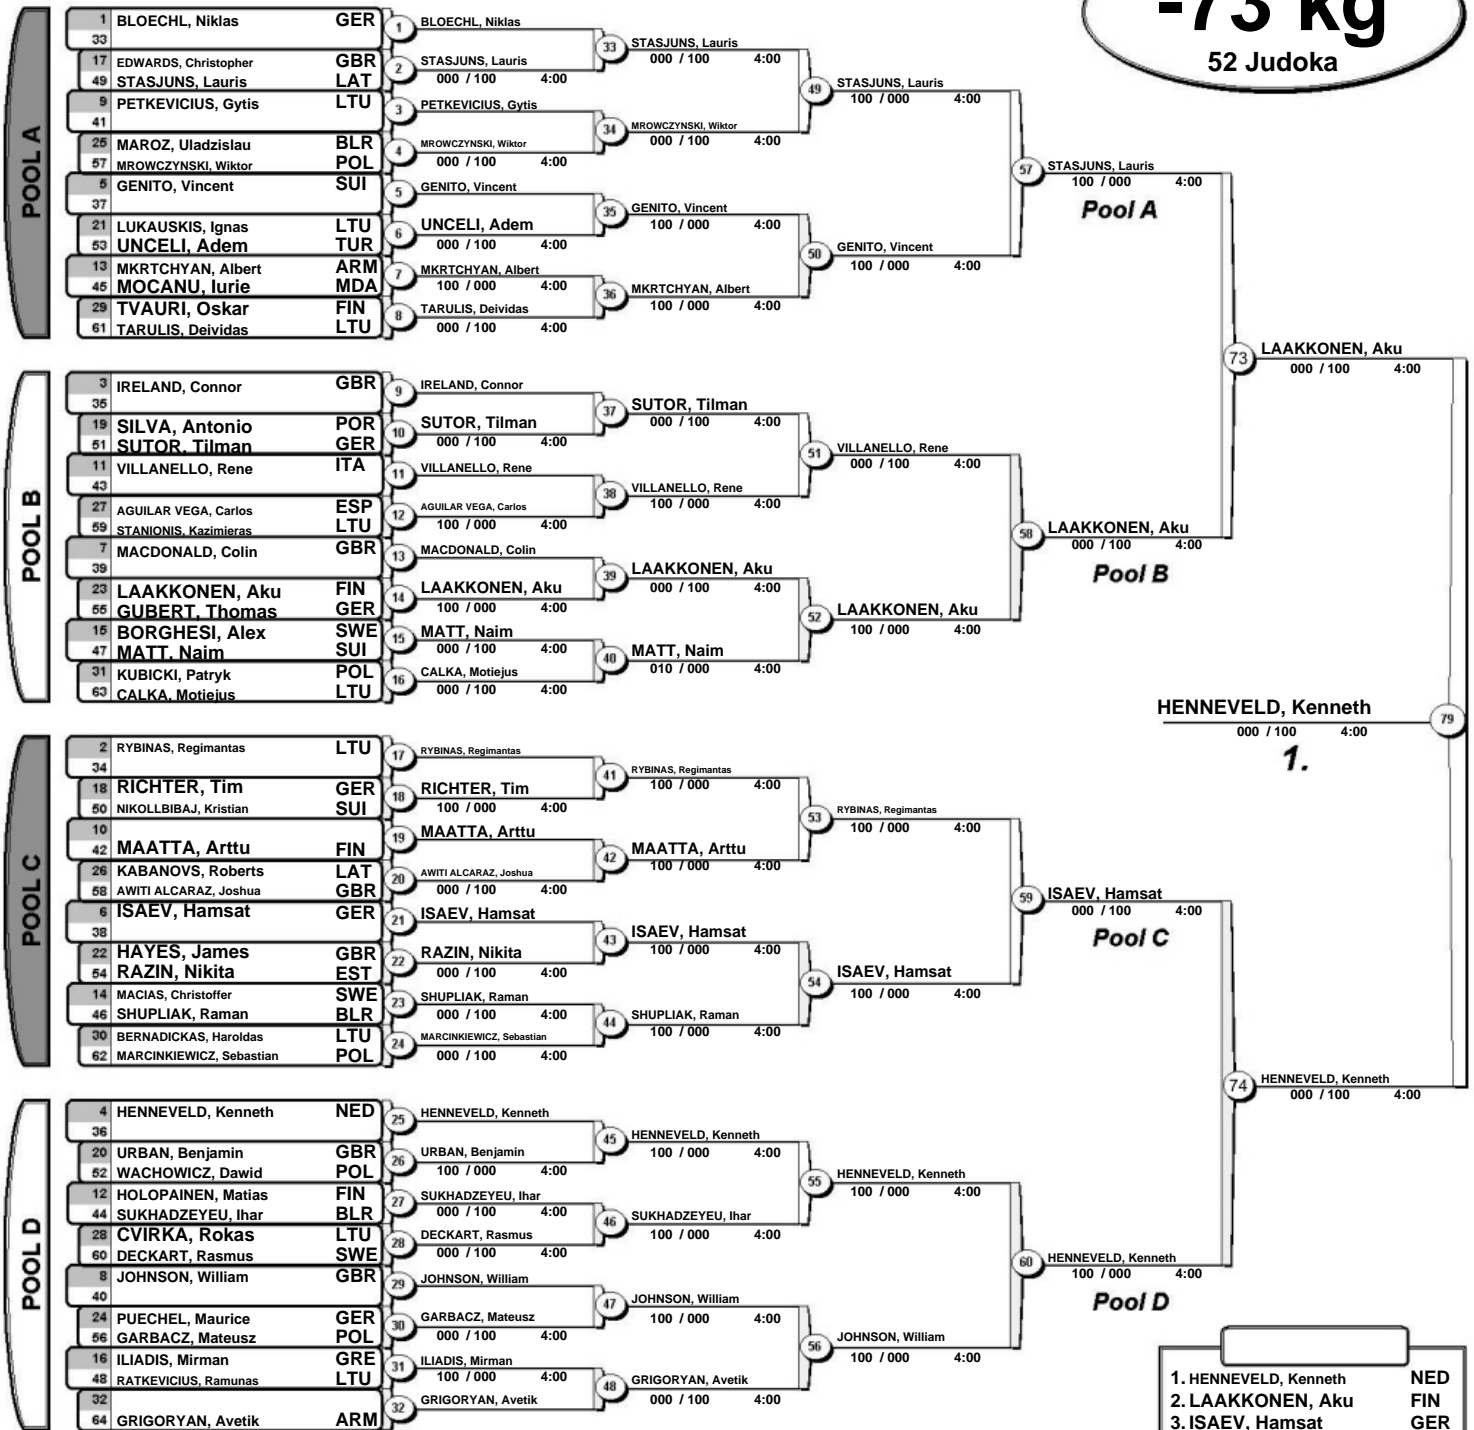 -73 kg
52 Judoka
POOL A
1 BLOECHL, Niklas GER
33
17 EDWARDS, Christopher GBR
49 STASJUNS, Lauris LAT
9 PETKEVICIUS, Gytis LTU
41
25 MAROZ, Uladzislau BLR
57 MROWCZYNSKI, Wiktor POL
5 GENITO, Vincent SUI
37
21 LUKAUSKIS, Ignas LTU
53 UNCELI, Adem TUR
13 MKRTCHYAN, Albert ARM
45 MOCANU, Iurie MDA
29 TVAURI, Oskar FIN
61 TARULIS, Deividas LTU
1 BLOECHL, Niklas
2 STASJUNS, Lauris
000 / 100 4:00
3 PETKEVICIUS, Gytis
4 MROWCZYNSKI, Wiktor
000 / 100 4:00
5 GENITO, Vincent
6 UNCELI, Adem
000 / 100 4:00
7 MKRTCHYAN, Albert
100 / 000 4:00
8 TARULIS, Deividas
000 / 100 4:00
33 STASJUNS, Lauris
000 / 100 4:00
34 MROWCZYNSKI, Wiktor
000 / 100 4:00
35 GENITO, Vincent
100 / 000 4:00
36 MKRTCHYAN, Albert
100 / 000 4:00
49 STASJUNS, Lauris
100 / 000 4:00
50 GENITO, Vincent
100 / 000 4:00
57 STASJUNS, Lauris
100 / 000 4:00
Pool A
POOL B
3 IRELAND, Connor GBR
35
19 SILVA, Antonio POR
51 SUTOR, Tilman GER
11 VILLANELLO, Rene ITA
43
27 AGUILAR VEGA, Carlos ESP
59 STANIONIS, Kazimieras LTU
7 MACDONALD, Colin GBR
39
23 LAAKKONEN, Aku FIN
55 GUBERT, Thomas GER
15 BORGHESI, Alex SWE
47 MATT, Naim SUI
31 KUBICKI, Patryk POL
63 CALKA, Motiejus LTU
9 IRELAND, Connor
10 SUTOR, Tilman
000 / 100 4:00
11 VILLANELLO, Rene
12 AGUILAR VEGA, Carlos
100 / 000 4:00
13 MACDONALD, Colin
14 LAAKKONEN, Aku
100 / 000 4:00
15 MATT, Naim
000 / 100 4:00
16 CALKA, Motiejus
000 / 100 4:00
37 SUTOR, Tilman
000 / 100 4:00
38 VILLANELLO, Rene
100 / 000 4:00
39 LAAKKONEN, Aku
000 / 100 4:00
40 MATT, Naim
010 / 000 4:00
51 VILLANELLO, Rene
000 / 100 4:00
52 LAAKKONEN, Aku
100 / 000 4:00
58 LAAKKONEN, Aku
000 / 100 4:00
Pool B
73 LAAKKONEN, Aku
000 / 100 4:00
HENNEVELD, Kenneth 79
000 / 100 4:00
1.
POOL C
2 RYBINAS, Regimantas LTU
34
18 RICHTER, Tim GER
50 NIKOLLBIBAJ, Kristian SUI
10
42 MAATTA, Arttu FIN
26 KABANOVS, Roberts LAT
58 AWITI ALCARAZ, Joshua GBR
6 ISAEV, Hamsat GER
38
22 HAYES, James GBR
54 RAZIN, Nikita EST
14 MACIAS, Christoffer SWE
46 SHUPLIAK, Raman BLR
30 BERNADICKAS, Haroldas LTU
62 MARCINKIEWICZ, Sebastian POL
17 RYBINAS, Regimantas
18 RICHTER, Tim
100 / 000 4:00
19 MAATTA, Arttu
20 AWITI ALCARAZ, Joshua
000 / 100 4:00
21 ISAEV, Hamsat
22 RAZIN, Nikita
000 / 100 4:00
23 SHUPLIAK, Raman
000 / 100 4:00
24 MARCINKIEWICZ, Sebastian
000 / 100 4:00
41 RYBINAS, Regimantas
100 / 000 4:00
42 MAATTA, Arttu
100 / 000 4:00
43 ISAEV, Hamsat
100 / 000 4:00
44 SHUPLIAK, Raman
100 / 000 4:00
53 RYBINAS, Regimantas
100 / 000 4:00
54 ISAEV, Hamsat
100 / 000 4:00
59 ISAEV, Hamsat
000 / 100 4:00
Pool C
74 HENNEVELD, Kenneth
000 / 100 4:00
POOL D
4 HENNEVELD, Kenneth NED
36
20 URBAN, Benjamin GBR
52 WACHOWICZ, Dawid POL
12 HOLOPAINEN, Matias FIN
44 SUKHADZEYEU, Ihar BLR
28 CVIRKA, Rokas LTU
60 DECKART, Rasmus SWE
8 JOHNSON, William GBR
40
24 PUECHEL, Maurice GER
56 GARBACZ, Mateusz POL
16 ILIADIS, Mirman GRE
48 RATKEVICIUS, Ramunas LTU
32
64 GRIGORYAN, Avetik ARM
25 HENNEVELD, Kenneth
26 URBAN, Benjamin
100 / 000 4:00
27 SUKHADZEYEU, Ihar
000 / 100 4:00
28 DECKART, Rasmus
000 / 100 4:00
29 JOHNSON, William
30 GARBACZ, Mateusz
000 / 100 4:00
31 ILIADIS, Mirman
100 / 000 4:00
32 GRIGORYAN, Avetik
45 HENNEVELD, Kenneth
100 / 000 4:00
46 SUKHADZEYEU, Ihar
100 / 000 4:00
47 JOHNSON, William
100 / 000 4:00
48 GRIGORYAN, Avetik
000 / 100 4:00
55 HENNEVELD, Kenneth
100 / 000 4:00
56 JOHNSON, William
100 / 000 4:00
60 HENNEVELD, Kenneth
100 / 000 4:00
Pool D
1. HENNEVELD, Kenneth NED
2. LAAKKONEN, Aku FIN
3. ISAEV, Hamsat GER